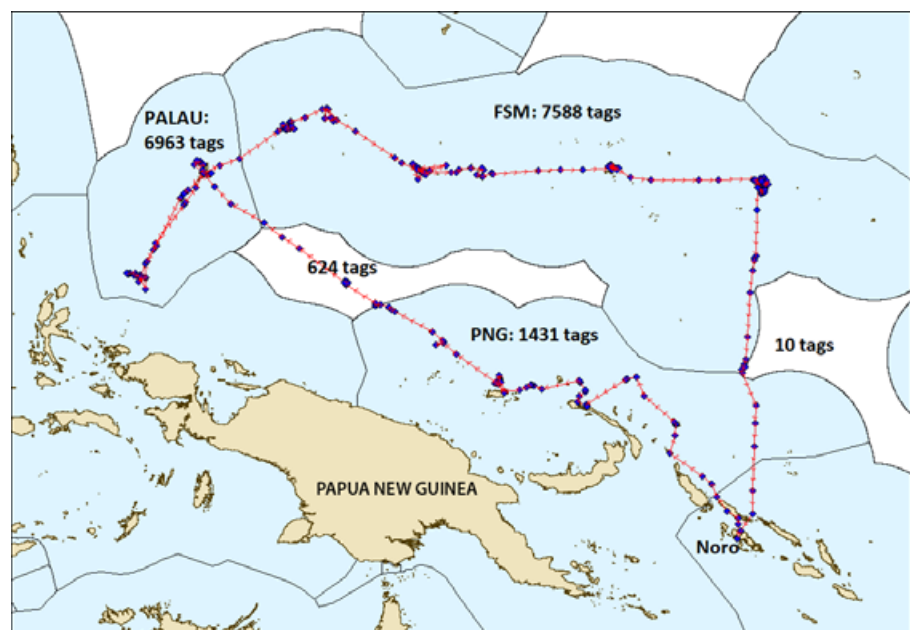 PALAU:
6963 tags
FSM: 7588 tags
624 tags
PNG: 1431 tags
10 tags
PAPUA NEW GUINEA
Noro